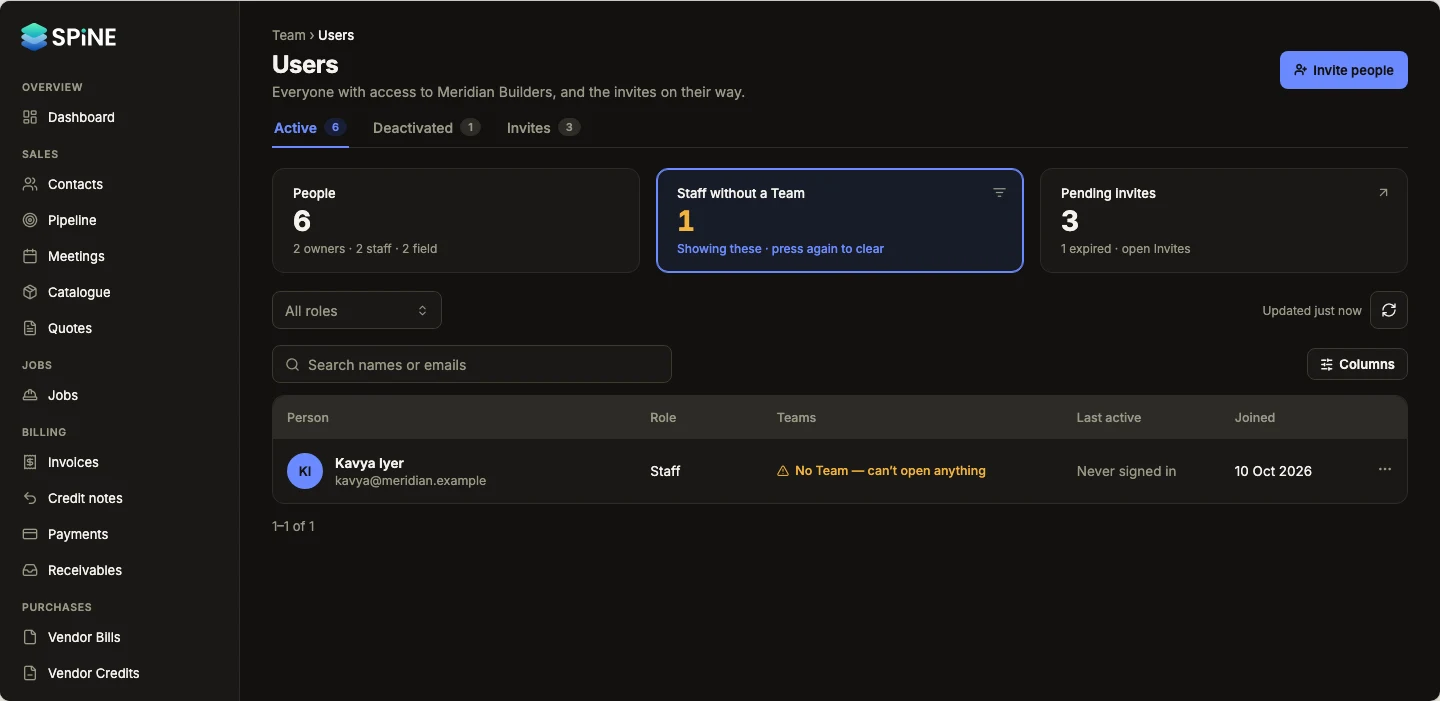 SPiNE
OVERVIEW
Dashboard
SALES
Contacts
Pipeline
Meetings
Catalogue
Quotes
JOBS
Jobs
BILLING
Invoices
Credit notes
Payments
Receivables
PURCHASES
Vendor Bills
Vendor Credits
Team › Users
Users
Everyone with access to Meridian Builders, and the invites on their way.
Invite people
Active 6 Deactivated 1 Invites 3
People
6
2 owners · 2 staff · 2 field
Staff without a Team
1
Showing these · press again to clear
Pending invites
3
1 expired · open Invites
All roles
Updated just now
Search names or emails
Columns
Person Role Teams Last active Joined
KI Kavya Iyer
kavya@meridian.example
Staff
No Team — can't open anything
Never signed in
10 Oct 2026
1–1 of 1